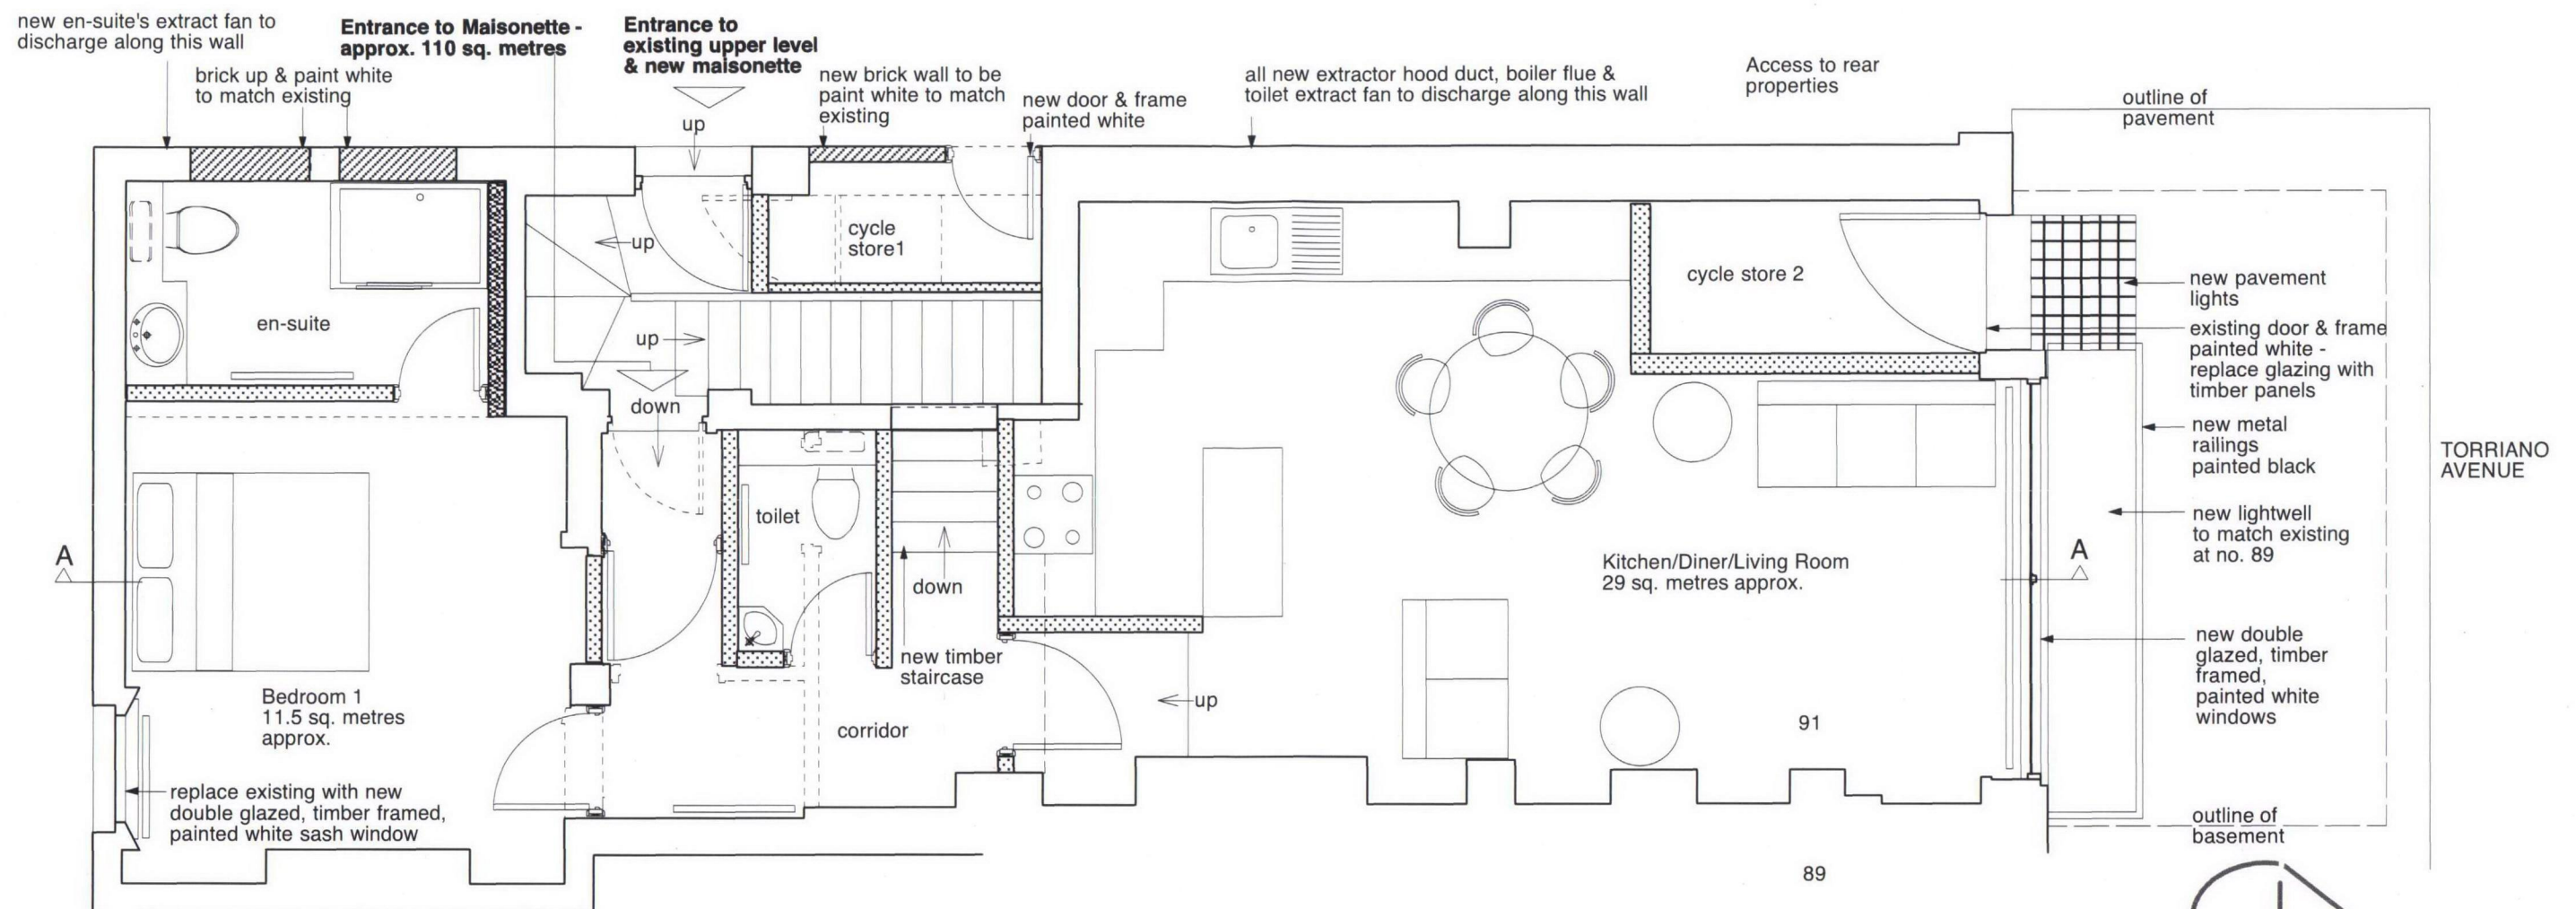 new en-suite's extract fan to
discharge along this wall
brick up & paint white
to match existing
Entrance to Maisonette -
approx. 110 sq. metres
Entrance to
existing upper level
& new maisonette
up
new brick wall to be
paint white to match
existing
new door & frame
painted white
all new extractor hood duct, boiler flue &
toilet extract fan to discharge along this wall
Access to rear
properties
outline of
pavement
up
cycle
store1
cycle store 2
en-suite
up
down
new pavement
lights
existing door & frame
painted white -
replace glazing with
timber panels
new metal
railings
painted black
TORRIANO
AVENUE
toilet
new lightwell
to match existing
at no. 89
A
A
Kitchen/Diner/Living Room
29 sq. metres approx.
down
new timber
staircase
new double
glazed, timber
framed,
painted white
windows
Bedroom 1
11.5 sq. metres
approx.
up
corridor
91
replace existing with new
double glazed, timber framed,
painted white sash window
outline of
basement
89